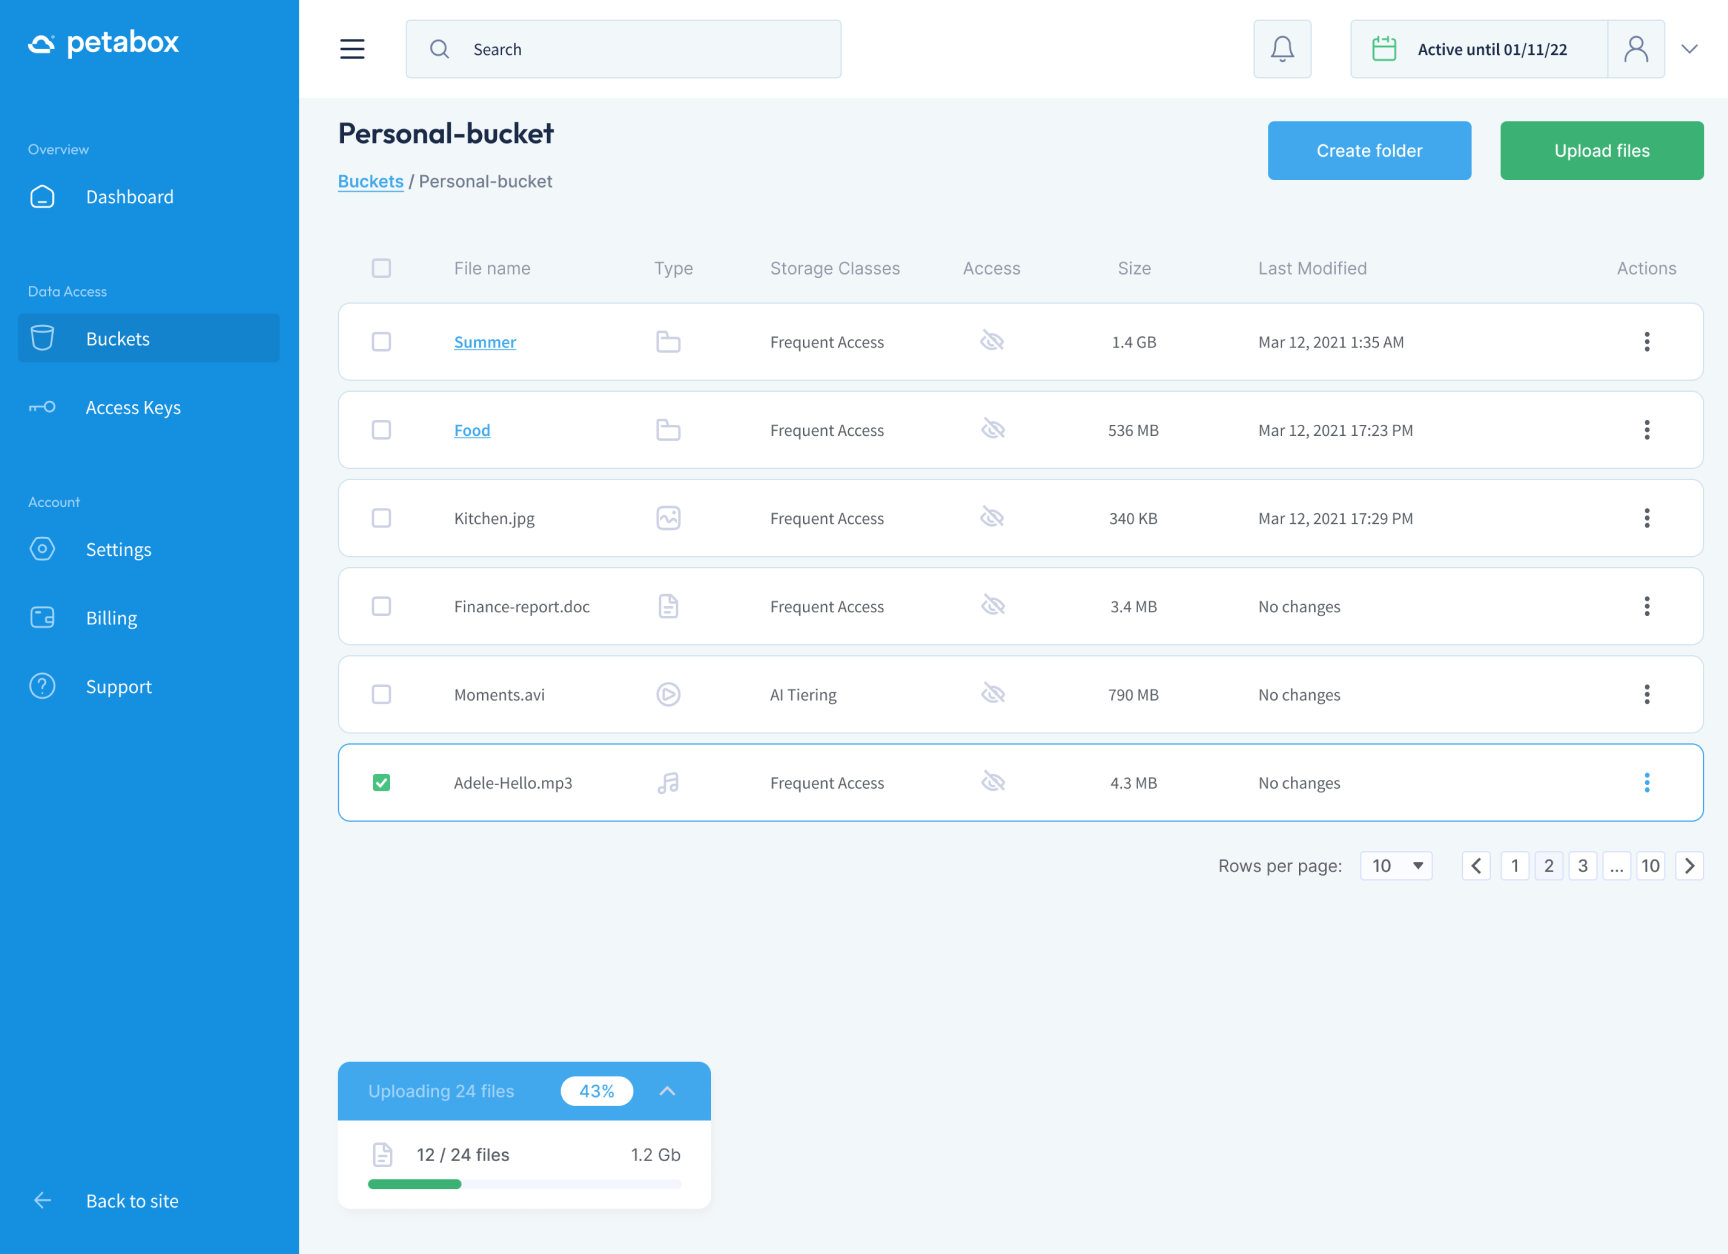 petabox
Overview
Dashboard
Data Access
Buckets
Access Keys
Account
Settings
Billing
Support
Back to site
Search
Active until 01/11/22
Personal-bucket
Buckets / Personal-bucket
Create folder
Upload files
File name Type Storage Classes Access Size Last Modified Actions
Summer Frequent Access 1.4 GB Mar 12, 2021 1:35 AM
Food Frequent Access 536 MB Mar 12, 2021 17:23 PM
Kitchen.jpg Frequent Access 340 KB Mar 12, 2021 17:29 PM
Finance-report.doc Frequent Access 3.4 MB No changes
Moments.avi AI Tiering 790 MB No changes
Adele-Hello.mp3 Frequent Access 4.3 MB No changes
Rows per page: 10 1 2 3 ... 10
Uploading 24 files 43%
12 / 24 files 1.2 Gb